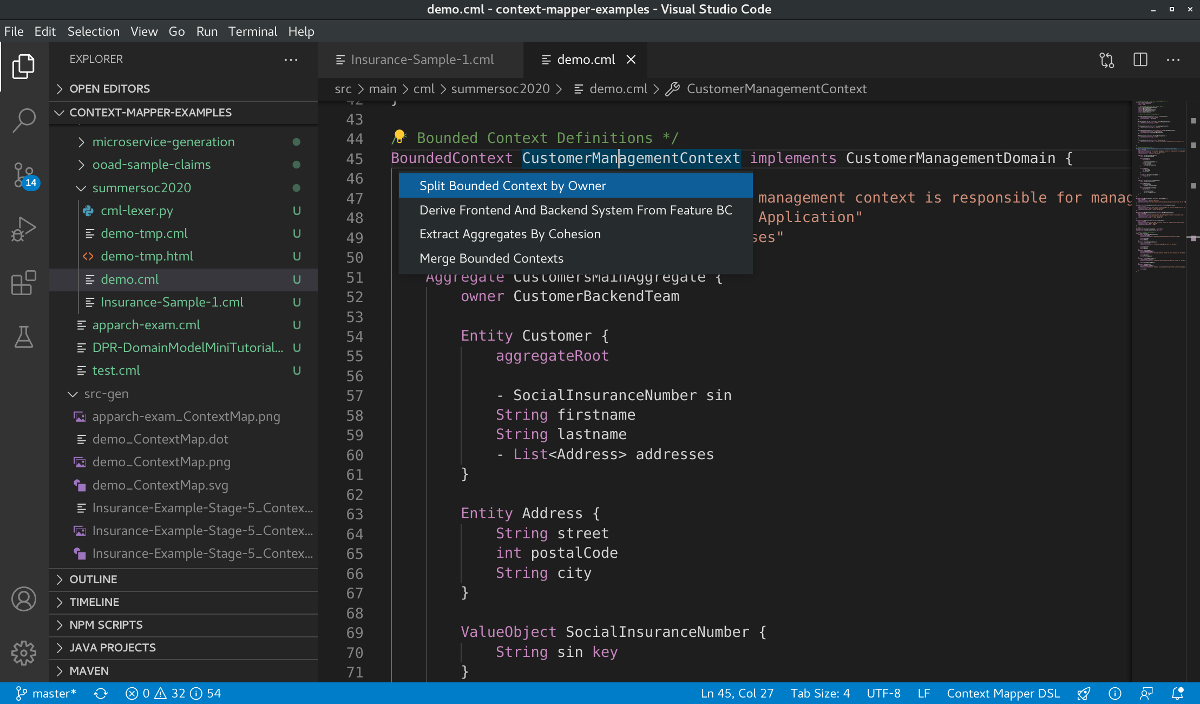 demo.cml - context-mapper-examples - Visual Studio Code
File Edit Selection View Go Run Terminal Help
EXPLORER
OPEN EDITORS
CONTEXT-MAPPER-EXAMPLES
microservice-generation
ooad-sample-claims
summersoc2020
cml-lexer.py U
demo-tmp.cml U
demo-tmp.html U
demo.cml U
Insurance-Sample-1.cml U
apparch-exam.cml U
DPR-DomainModelMiniTutorial... U
test.cml U
src-gen
apparch-exam_ContextMap.png
demo_ContextMap.dot
demo_ContextMap.png
demo_ContextMap.svg
Insurance-Example-Stage-5_Contex...
Insurance-Example-Stage-5_Contex...
Insurance-Example-Stage-5_Contex...
OUTLINE
TIMELINE
NPM SCRIPTS
JAVA PROJECTS
MAVEN
14
Insurance-Sample-1.cml demo.cml
src > main > cml > summersoc2020 > demo.cml > CustomerManagementContext
42 }
43
44 /* Bounded Context Definitions */
45 BoundedContext CustomerManagementContext implements CustomerManagementDomain {
46
47 management context is responsible for manag
48 Application"
49 ses"
50
Split Bounded Context by Owner
Derive Frontend And Backend System From Feature BC
Extract Aggregates By Cohesion
Merge Bounded Contexts
51 Aggregate CustomersMainAggregate {
52 owner CustomerBackendTeam
53
54 Entity Customer {
55 aggregateRoot
56
57 - SocialInsuranceNumber sin
58 String firstname
59 String lastname
60 - List<Address> addresses
61 }
62
63 Entity Address {
64 String street
65 int postalCode
66 String city
67 }
68
69 ValueObject SocialInsuranceNumber {
70 String sin key
71 }
master* 0 32 54 Ln 45, Col 27 Tab Size: 4 UTF-8 LF Context Mapper DSL